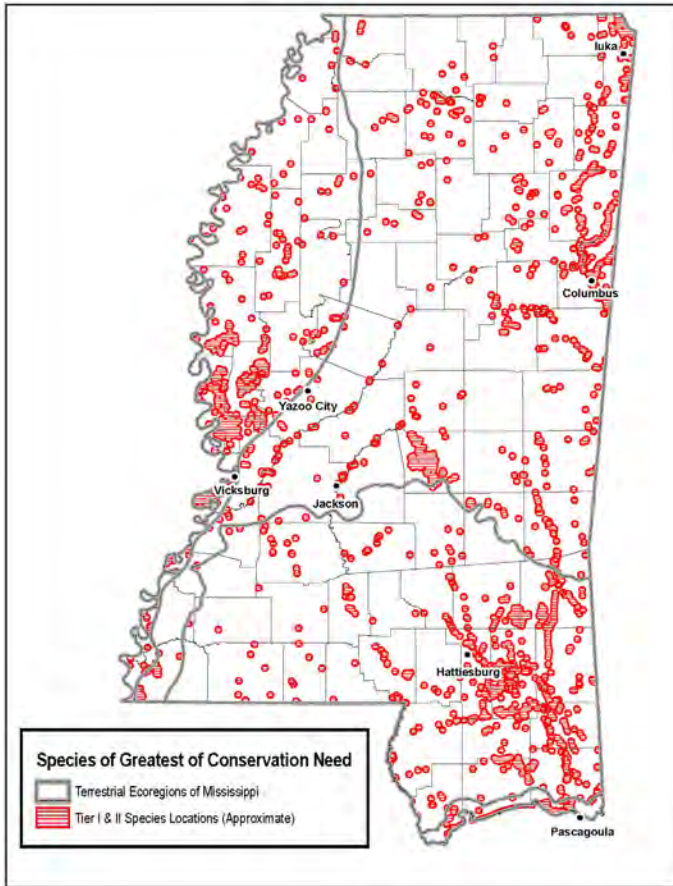 Iuka
Columbus
Yazoo City
Vicksburg
Jackson
Hattiesburg
Pascagoula
Species of Greatest of Conservation Need
Terrestrial Ecoregions of Mississippi
Tier I & II Species Locations (Approximate)